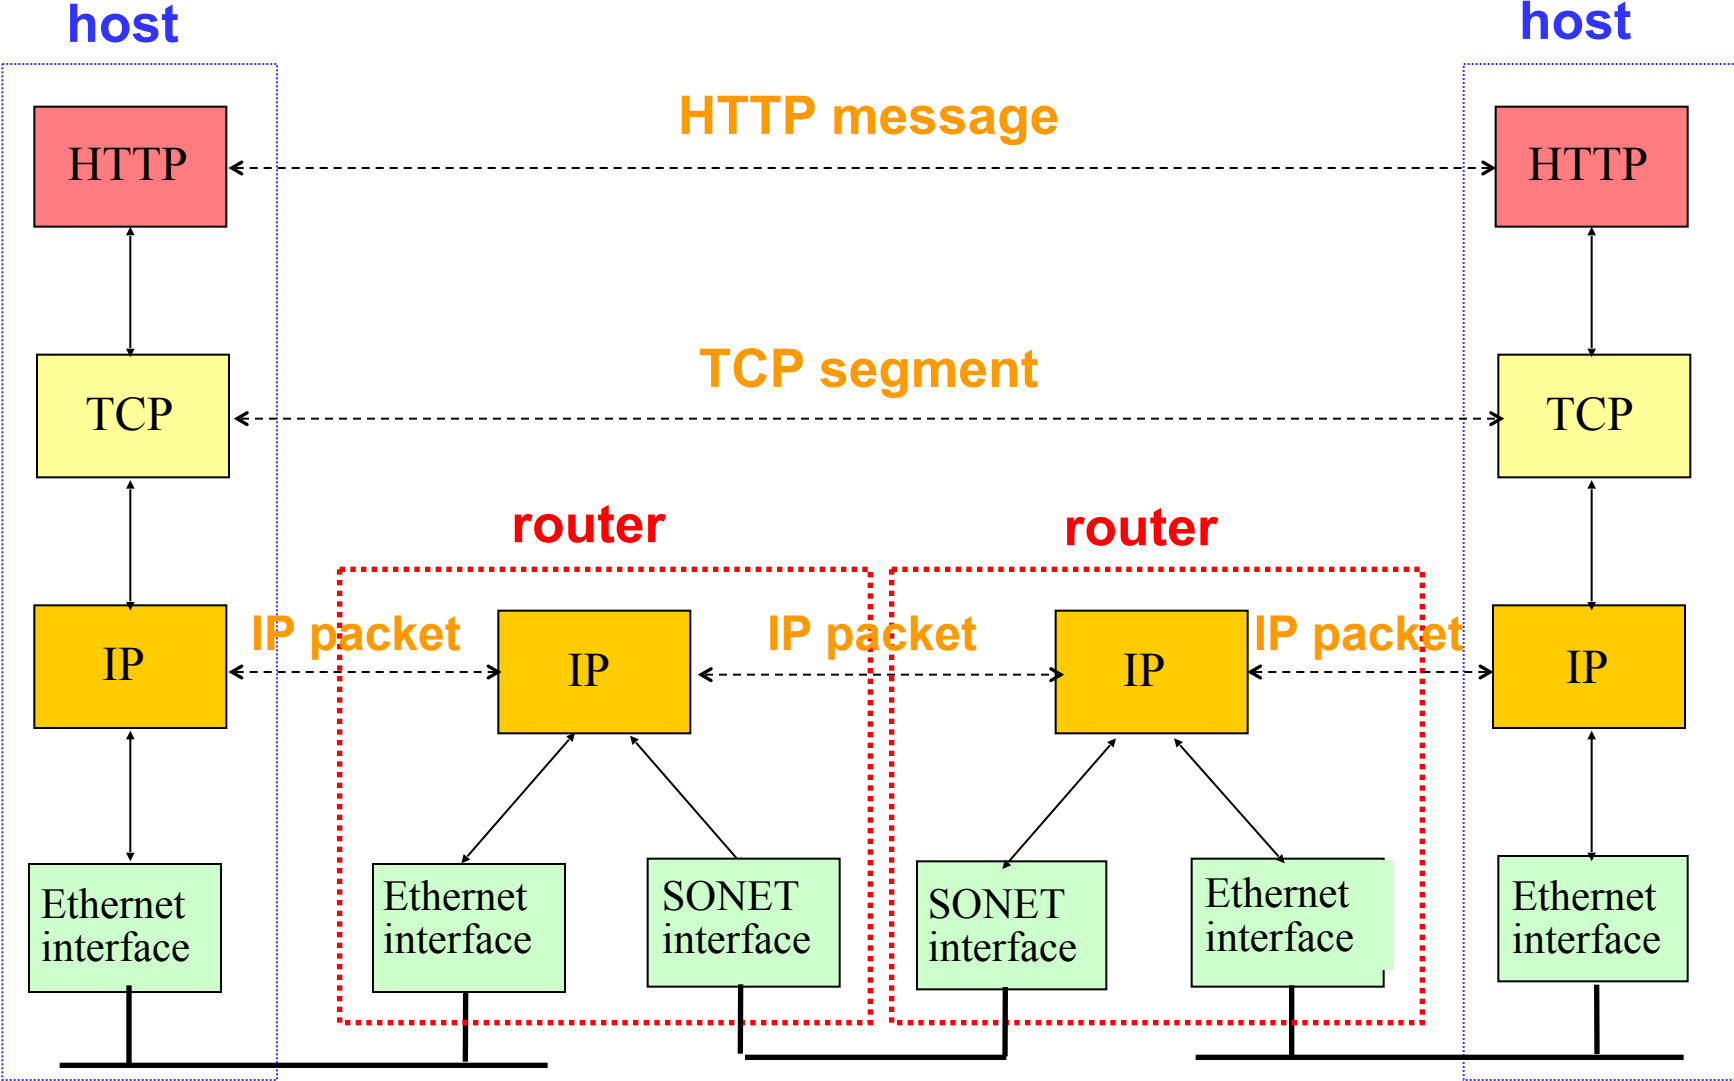 host
host
HTTP message
HTTP
HTTP
TCP segment
TCP
TCP
router
router
IP packet
IP packet
IP packet
IP
IP
IP
IP
Ethernet
interface
Ethernet
interface
SONET
interface
SONET
interface
Ethernet
interface
Ethernet
interface